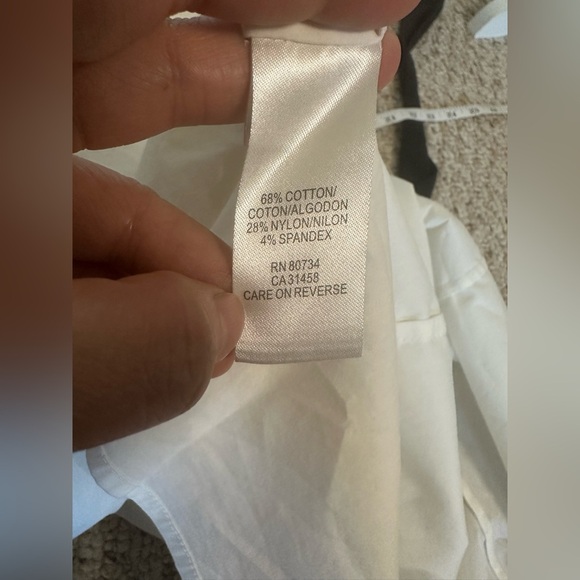 68% COTTON/
COTON/ALGODON
28% NYLON/NILON
4% SPANDEX
RN 80734
CA 31458
CARE ON REVERSE